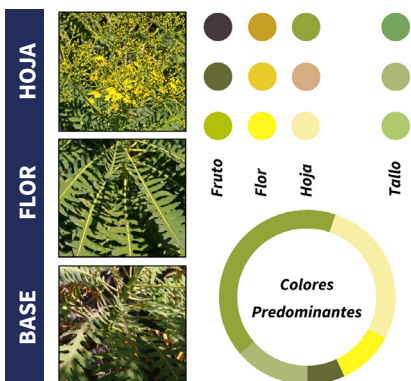 HOJA
FLOR
BASE
Fruto
Flor
Hoja
Tallo
Colores
Predominantes